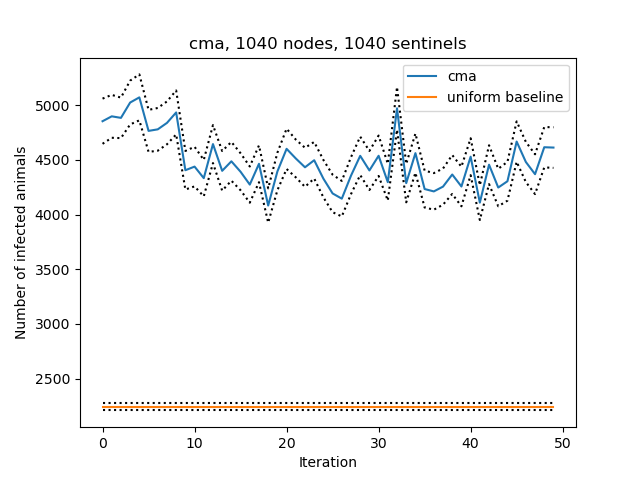 cma, 1040 nodes, 1040 sentinels
cma
uniform baseline
Number of infected animals
5000
4500
4000
3500
3000
2500
0 10 20 30 40 50
Iteration